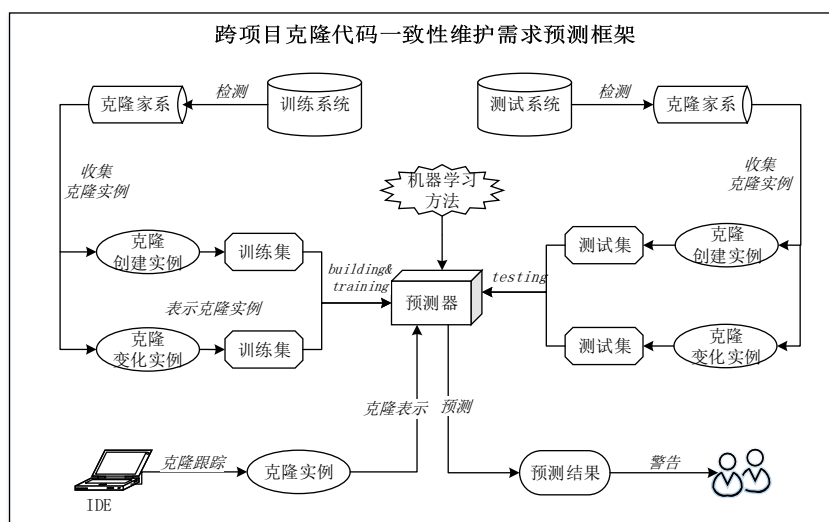 跨项目克隆代码一致性维护需求预测框架
克隆家系
检测
训练系统
测试系统
检测
克隆家系
收集
克隆实例
机器学习
方法
收集
克隆实例
克隆
创建实例
训练集
building&
training
预测器
testing
测试集
克隆
创建实例
表示克隆实例
克隆
变化实例
训练集
测试集
克隆
变化实例
克隆表示
预测
IDE
克隆跟踪
克隆实例
预测结果
警告